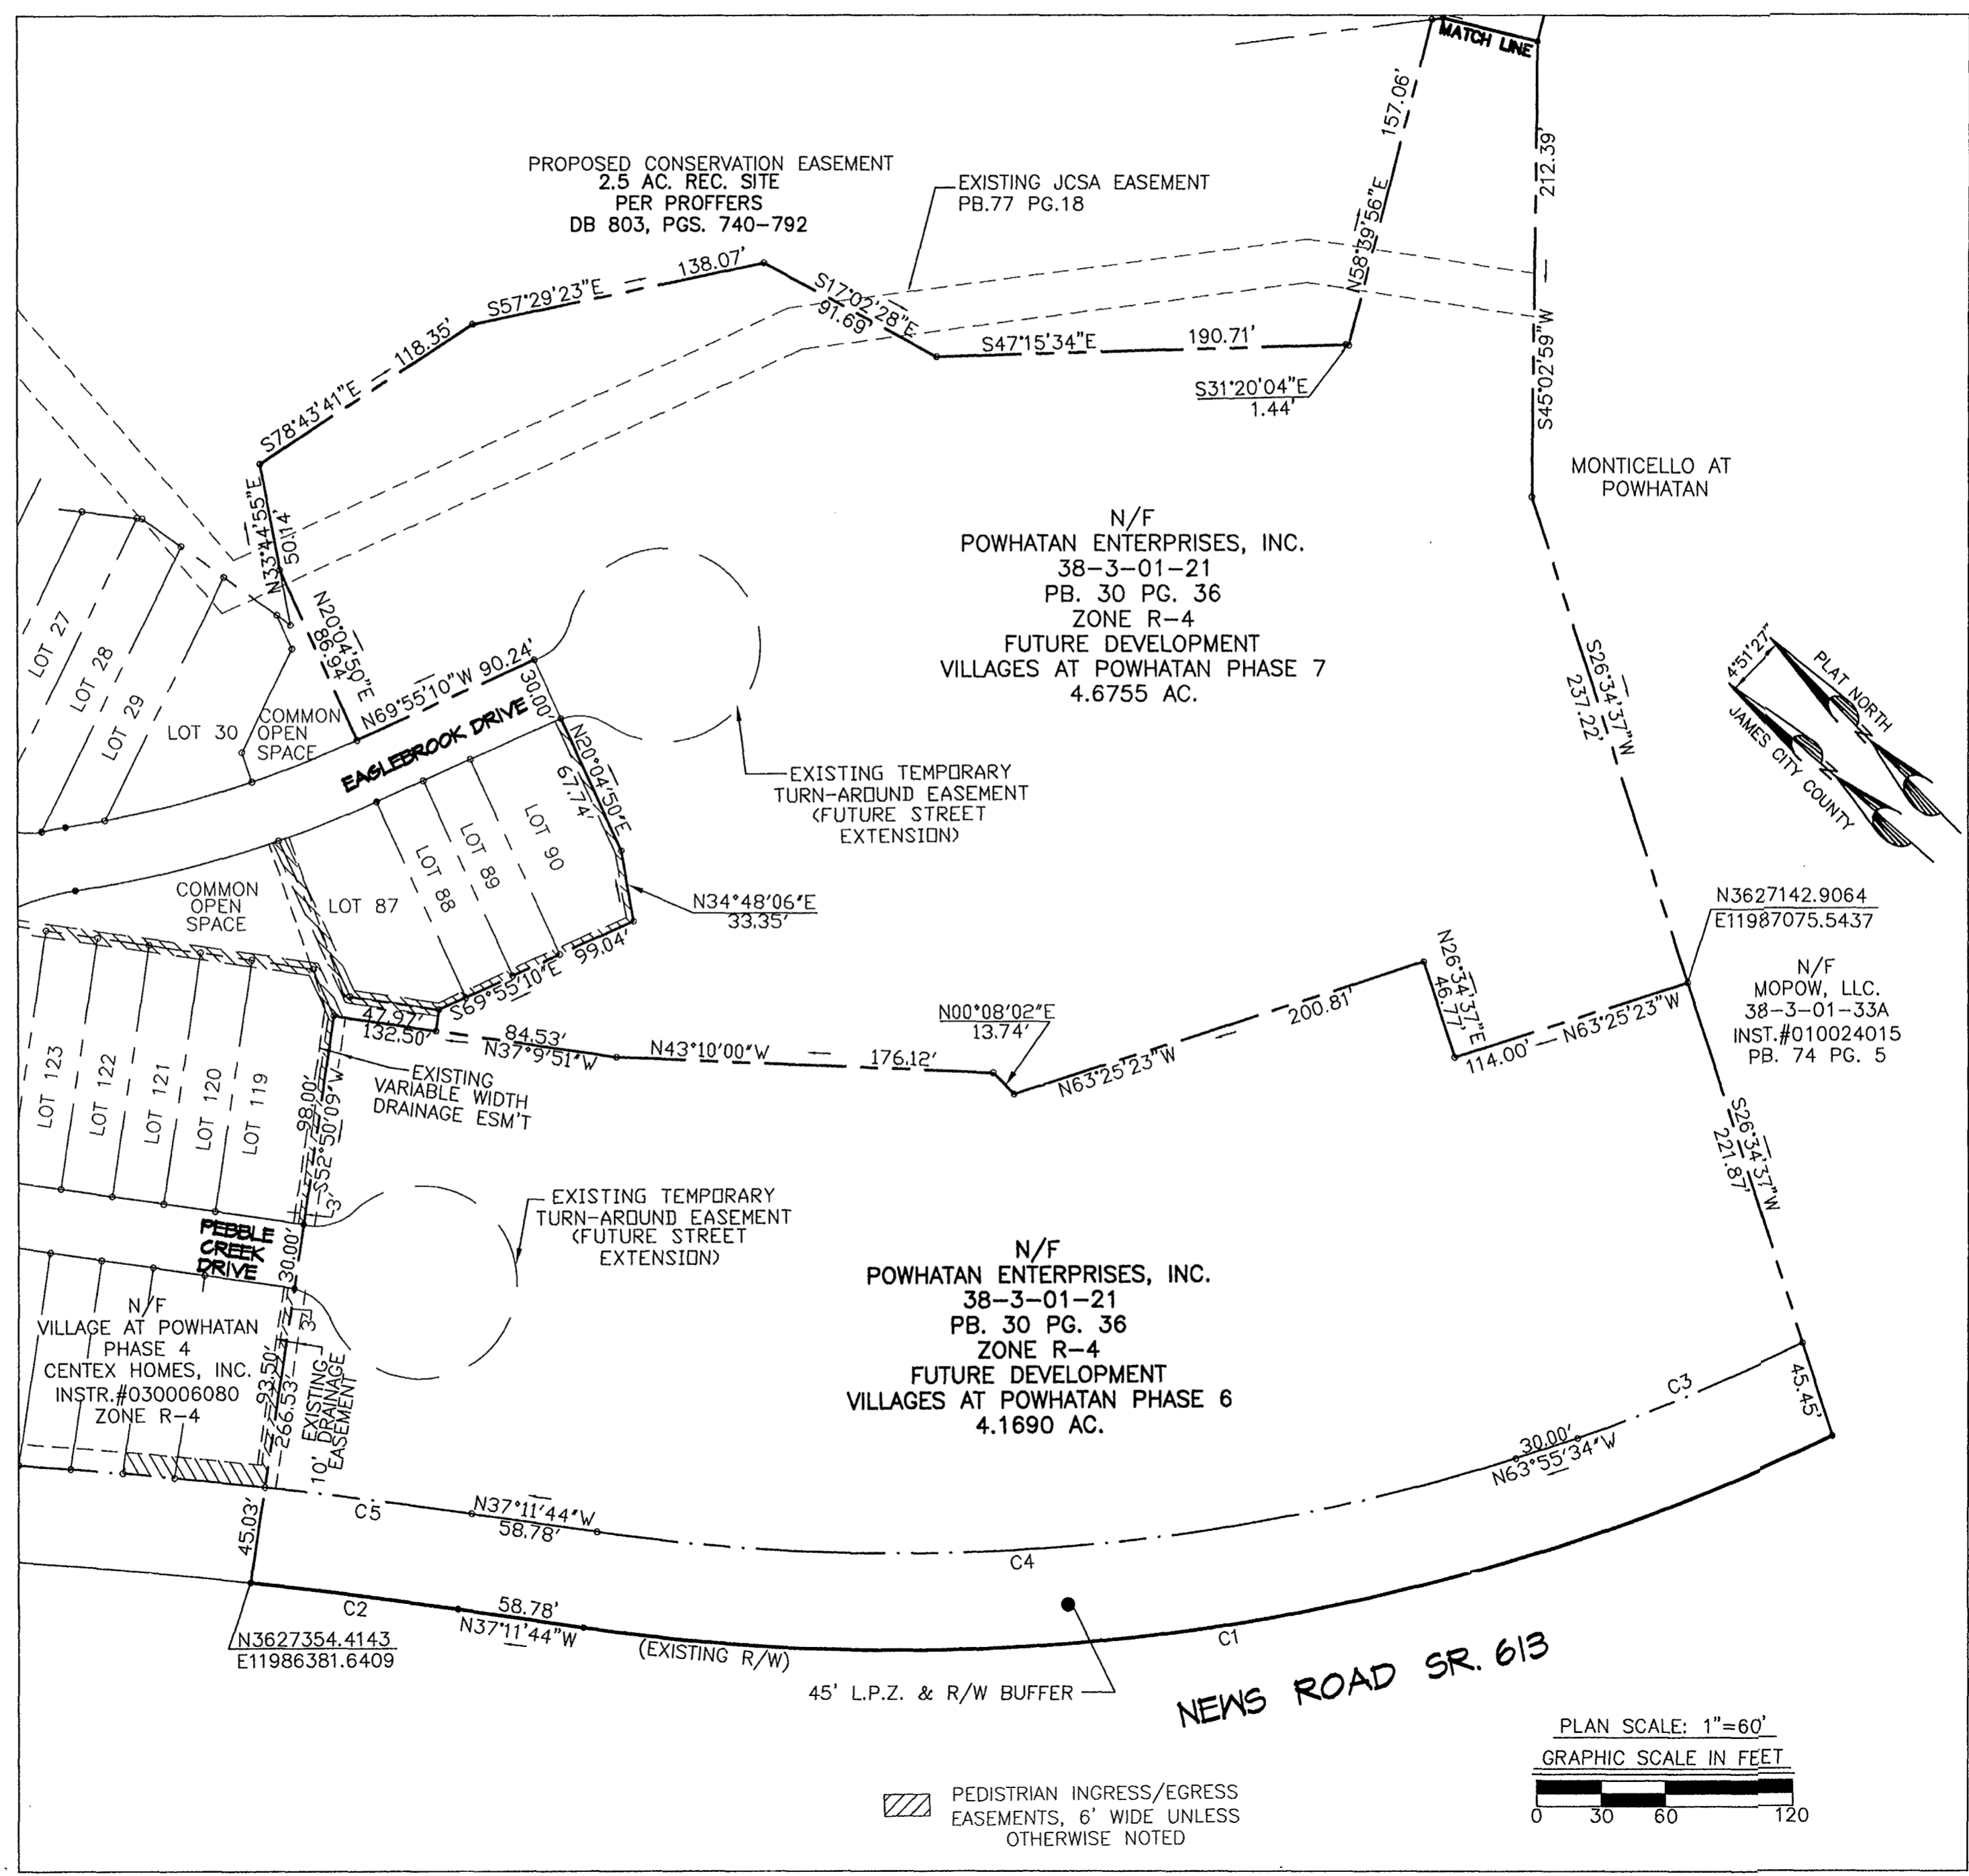 MATCH LINE
157.06'
N58°39'56"E
212.39'
S45°02'59"W
PROPOSED CONSERVATION EASEMENT
2.5 AC. REC. SITE
PER PROFFERS
DB 803, PGS. 740-792
EXISTING JCSA EASEMENT
PB.77 PG.18
S57°29'23"E 138.07'
S17°02'28"E
91.69'
S78°43'41"E 118.35'
S47°15'34"E 190.71'
S31°20'04"E
1.44'
MONTICELLO AT
POWHATAN
N33°44'55"E
50.14'
N20°04'50"E
86.94'
N/F
POWHATAN ENTERPRISES, INC.
38-3-01-21
PB. 30 PG. 36
ZONE R-4
FUTURE DEVELOPMENT
VILLAGES AT POWHATAN PHASE 7
4.6755 AC.
LOT 27
LOT 28
LOT 29
LOT 30
COMMON
OPEN
SPACE
N69°55'10"W 90.24'
30.00'
EAGLEBROOK DRIVE
N20°04'50"E
67.74'
S26°34'37"W
237.22'
4°51'27"
PLAT NORTH
N
JAMES CITY COUNTY
N
EXISTING TEMPORARY
TURN-AROUND EASEMENT
(FUTURE STREET
EXTENSION)
LOT 90
LOT 89
LOT 88
LOT 87
COMMON
OPEN
SPACE
N34°48'06"E
33.35'
S69°55'10"E 99.04'
N3627142.9064
E11987075.5437
N/F
MOPOW, LLC.
38-3-01-33A
INST.#010024015
PB. 74 PG. 5
N26°34'37"E
46.77'
200.81'
N63°25'23"W
114.00' N63°25'23"W
N00°08'02"E
13.74'
47.97'
132.50'
84.53'
N37°9'51"W
N43°10'00"W 176.12'
EXISTING
VARIABLE WIDTH
DRAINAGE ESM'T
98.00'
S52°50'09"W
3'
LOT 123
LOT 122
LOT 121
LOT 120
LOT 119
S26°34'37"W
221.87'
EXISTING TEMPORARY
TURN-AROUND EASEMENT
(FUTURE STREET
EXTENSION)
PEBBLE
CREEK
DRIVE
30.00'
N/F
POWHATAN ENTERPRISES, INC.
38-3-01-21
PB. 30 PG. 36
ZONE R-4
FUTURE DEVELOPMENT
VILLAGES AT POWHATAN PHASE 6
4.1690 AC.
N/F
VILLAGE AT POWHATAN
PHASE 4
CENTEX HOMES, INC.
INSTR.#030006080
ZONE R-4
3'
93.50'
266.53'
10' EXISTING
DRAINAGE
EASEMENT
C3
45.45'
30.00'
N63°55'34"W
C5
N37°11'44"W
58.78'
C4
45.03'
C2
58.78'
N37°11'44"W
(EXISTING R/W)
C1
N3627354.4143
E11986381.6409
45' L.P.Z. & R/W BUFFER
NEWS ROAD SR. 613
PLAN SCALE: 1"=60'
GRAPHIC SCALE IN FEET
0 30 60 120
PEDISTRIAN INGRESS/EGRESS
EASEMENTS, 6' WIDE UNLESS
OTHERWISE NOTED